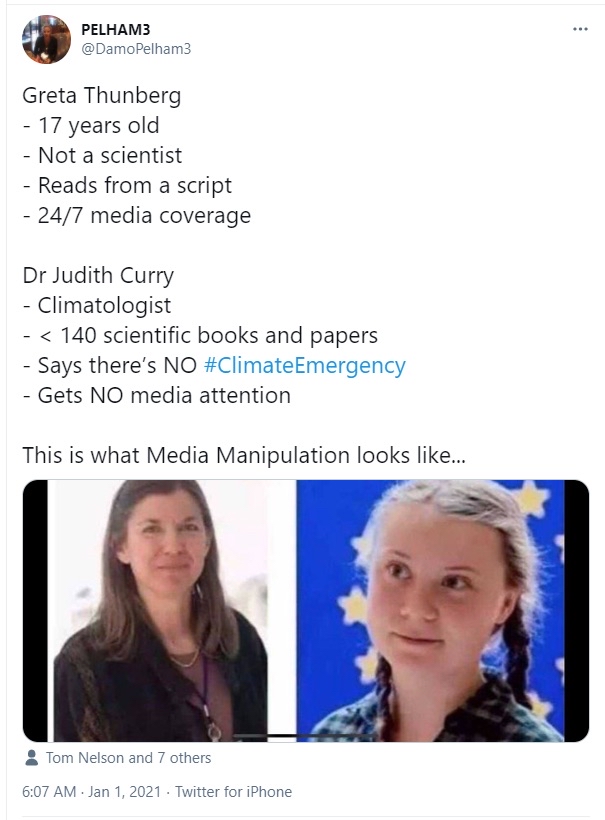 PELHAM3
@DamoPelham3
Greta Thunberg
- 17 years old
- Not a scientist
- Reads from a script
- 24/7 media coverage
Dr Judith Curry
- Climatologist
- < 140 scientific books and papers
- Says there’s NO #ClimateEmergency
- Gets NO media attention
This is what Media Manipulation looks like...
Tom Nelson and 7 others
6:07 AM · Jan 1, 2021 · Twitter for iPhone